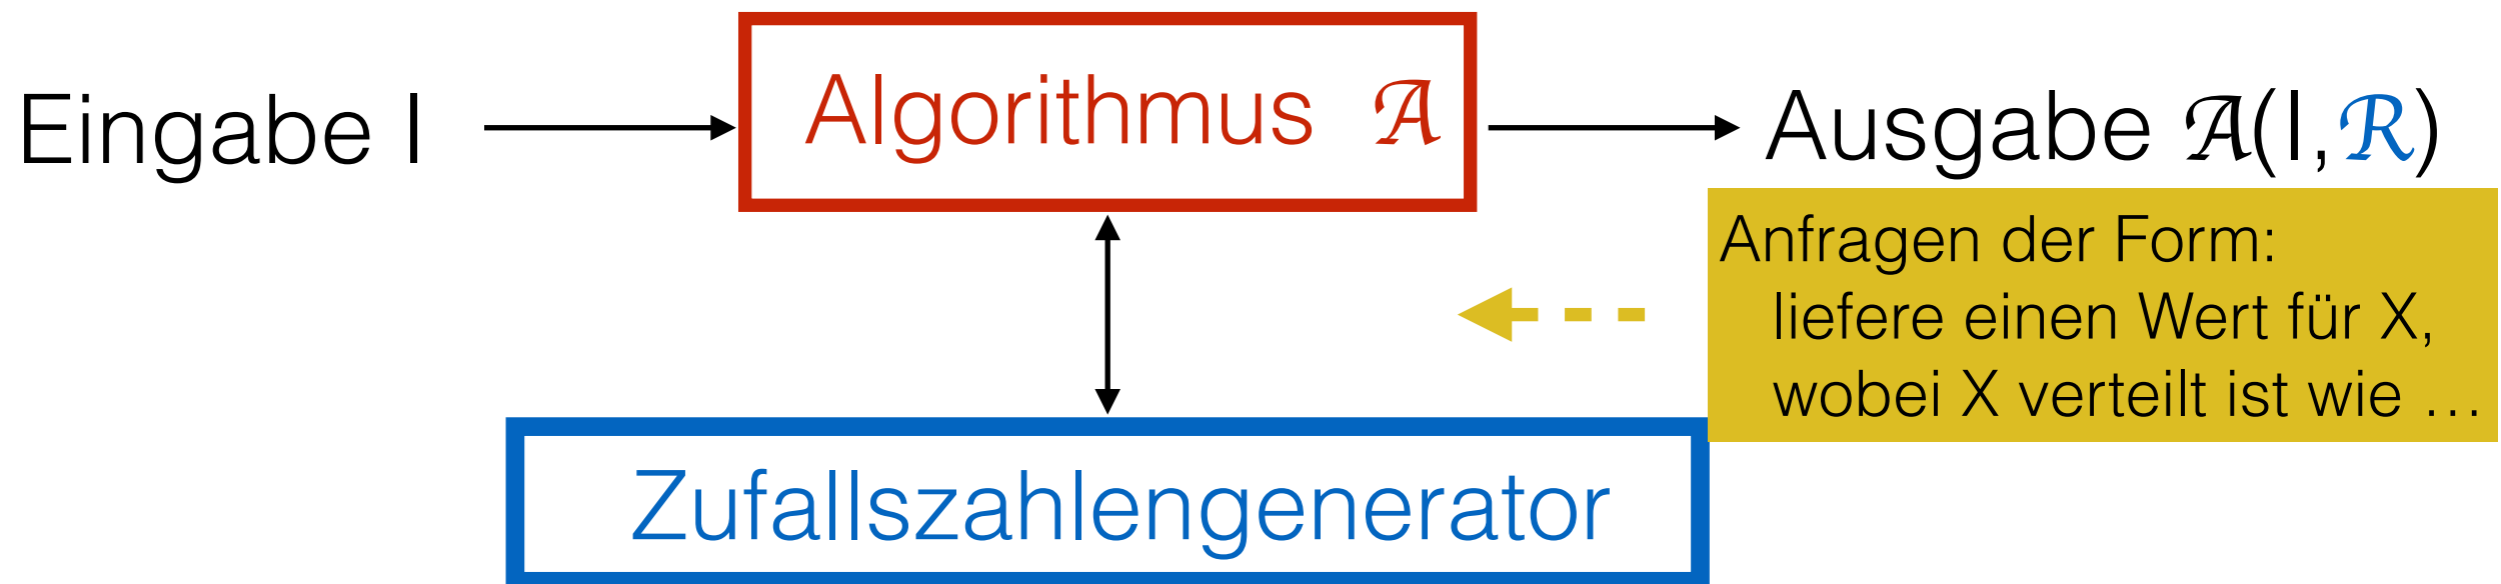 Eingabe I
Algorithmus 𝒜
Ausgabe 𝒜(I,ℛ)
Anfragen der Form:
liefere einen Wert für X,
wobei X verteilt ist wie …
Zufallszahlengenerator